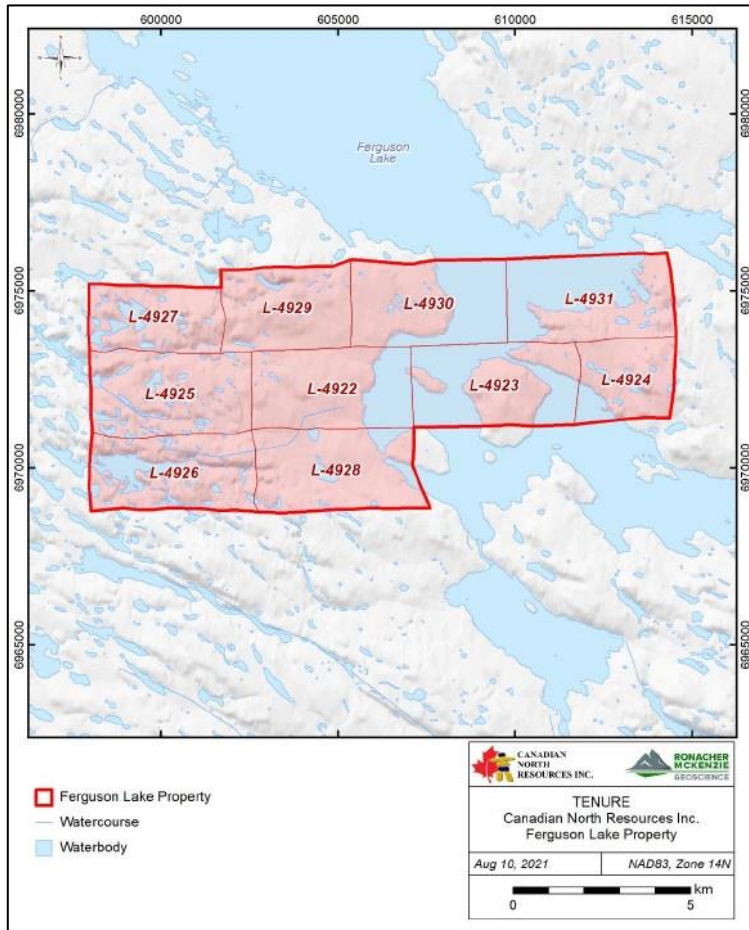 600000 605000 610000 615000
6980000 6980000
Ferguson
Lake
6975000 6975000
L-4927 L-4929 L-4930 L-4931
L-4925 L-4922 L-4923 L-4924
6970000 6970000
L-4926 L-4928
6965000 6965000
Ferguson Lake Property
Watercourse
Waterbody
CANADIAN
NORTH
RESOURCES INC.
RONACHER
MCKENZIE
GEOSCIENCE
TENURE
Canadian North Resources Inc.
Ferguson Lake Property
Aug 10, 2021 NAD83, Zone 14N
km
0 5